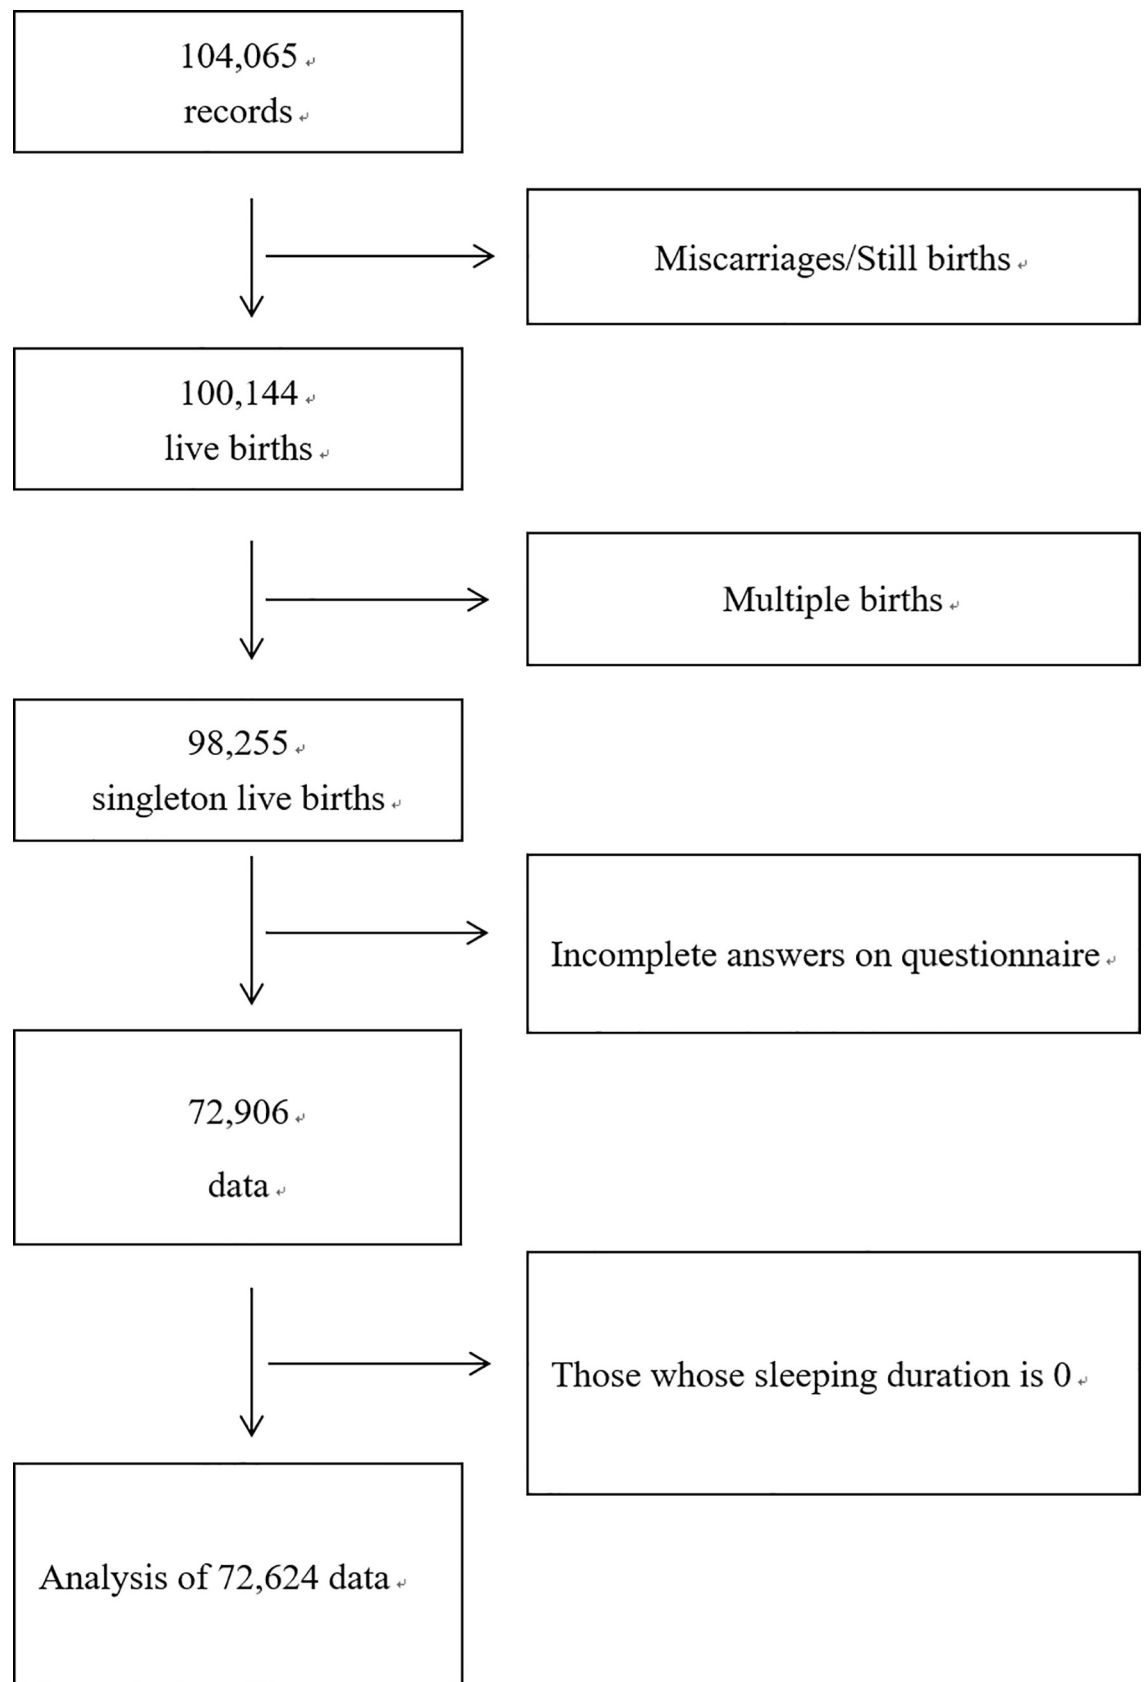 104,065
records
Miscarriages/Still births
100,144
live births
Multiple births
98,255
singleton live births
Incomplete answers on questionnaire
72,906
data
Those whose sleeping duration is 0
Analysis of 72,624 data